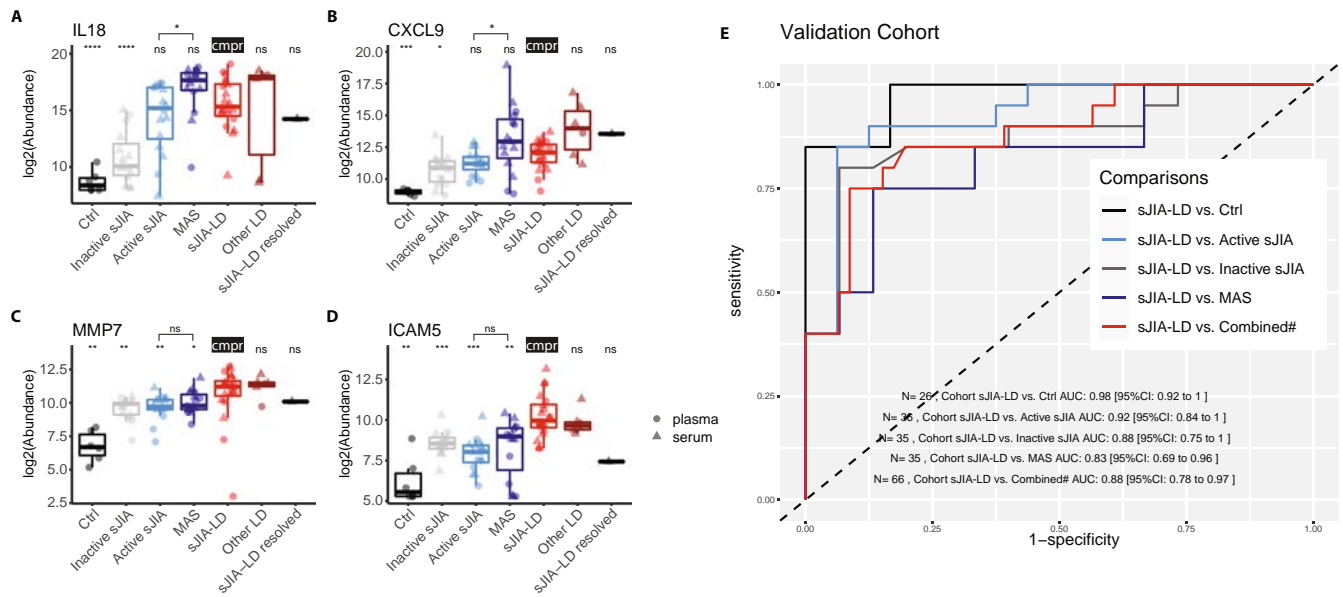 A
IL18
*
**** **** ns ns cmpr ns ns
log2(Abundance)
20
15
10
Ctrl
Inactive sJIA
Active sJIA
MAS
sJIA-LD
Other LD
sJIA−LD resolved
B
CXCL9
*
*** * ns ns cmpr ns ns
log2(Abundance)
20.0
17.5
15.0
12.5
10.0
Ctrl
Inactive sJIA
Active sJIA
MAS
sJIA-LD
Other LD
sJIA−LD resolved
C
MMP7
ns
** ** ** * cmpr ns ns
log2(Abundance)
12.5
10.0
7.5
5.0
2.5
Ctrl
Inactive sJIA
Active sJIA
MAS
sJIA-LD
Other LD
sJIA−LD resolved
D
ICAM5
ns
** *** *** ** cmpr ns ns
log2(Abundance)
12.5
10.0
7.5
5.0
Ctrl
Inactive sJIA
Active sJIA
MAS
sJIA-LD
Other LD
sJIA−LD resolved
plasma
serum
E
Validation Cohort
sensitivity
1.00
0.75
0.50
0.25
0.00
Comparisons
sJIA-LD vs. Ctrl
sJIA-LD vs. Active sJIA
sJIA-LD vs. Inactive sJIA
sJIA-LD vs. MAS
sJIA-LD vs. Combined#
N= 26 , Cohort sJIA-LD vs. Ctrl AUC: 0.98 [95%CI: 0.92 to 1 ]
N= 36 , Cohort sJIA-LD vs. Active sJIA AUC: 0.92 [95%CI: 0.84 to 1 ]
N= 35 , Cohort sJIA-LD vs. Inactive sJIA AUC: 0.88 [95%CI: 0.75 to 1 ]
N= 35 , Cohort sJIA-LD vs. MAS AUC: 0.83 [95%CI: 0.69 to 0.96 ]
N= 66 , Cohort sJIA-LD vs. Combined# AUC: 0.88 [95%CI: 0.78 to 0.97 ]
0.00 0.25 0.50 0.75 1.00
1−specificity